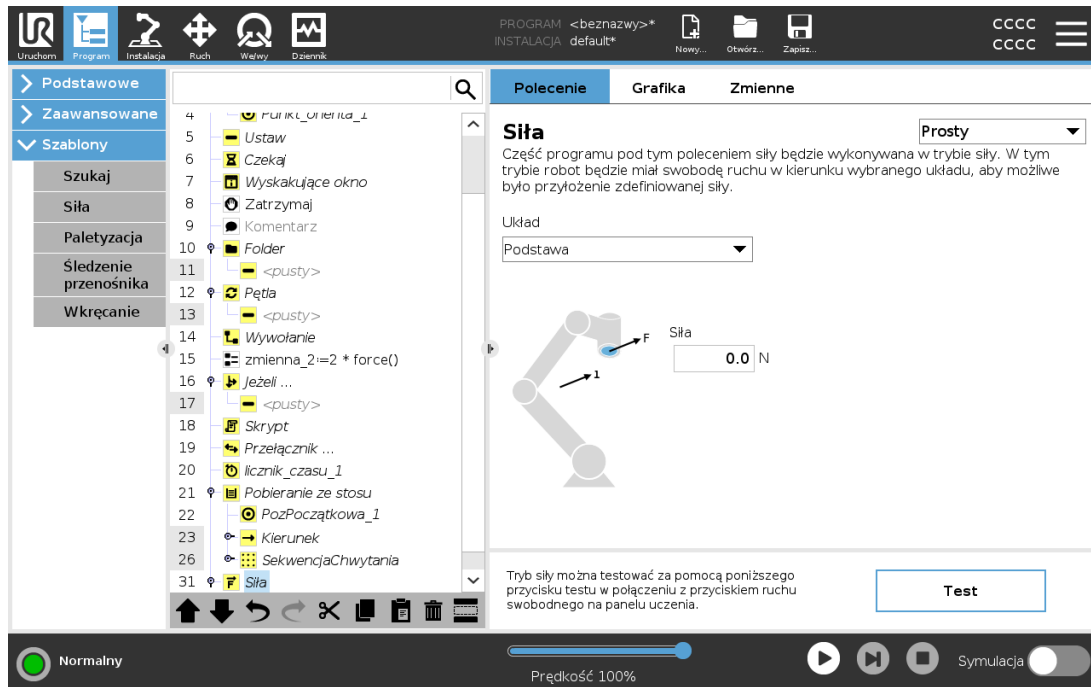 Uruchom
Program
Instalacja
Ruch
We/wy
Dziennik
PROGRAM <beznazwy>*
INSTALACJA default*
Nowy...
Otwórz...
Zapisz...
CCCC
CCCC
Podstawowe
Zaawansowane
Szablony
Szukaj
Siła
Paletyzacja
Śledzenie
przenośnika
Wkręcanie
4 Punkt_orienta_1
5 Ustaw
6 Czekaj
7 Wyskakujące okno
8 Zatrzymaj
9 Komentarz
10 Folder
11 <pusty>
12 Pętla
13 <pusty>
14 Wywołanie
15 zmienna_2:=2 * force()
16 Jeżeli ...
17 <pusty>
18 Skrypt
19 Przełącznik ...
20 licznik_czasu_1
21 Pobieranie ze stosu
22 PozPoczątkowa_1
23 Kierunek
26 SekwencjaChwytania
31 Siła
Polecenie Grafika Zmienne
Siła
Prosty
Część programu pod tym poleceniem siły będzie wykonywana w trybie siły. W tym
trybie robot będzie miał swobodę ruchu w kierunku wybranego układu, aby możliwe
było przyłożenie zdefiniowanej siły.
Układ
Podstawa
F
1
Siła
0.0 N
Tryb siły można testować za pomocą poniższego
przycisku testu w połączeniu z przyciskiem ruchu
swobodnego na panelu uczenia.
Test
Normalny
Prędkość 100%
Symulacja